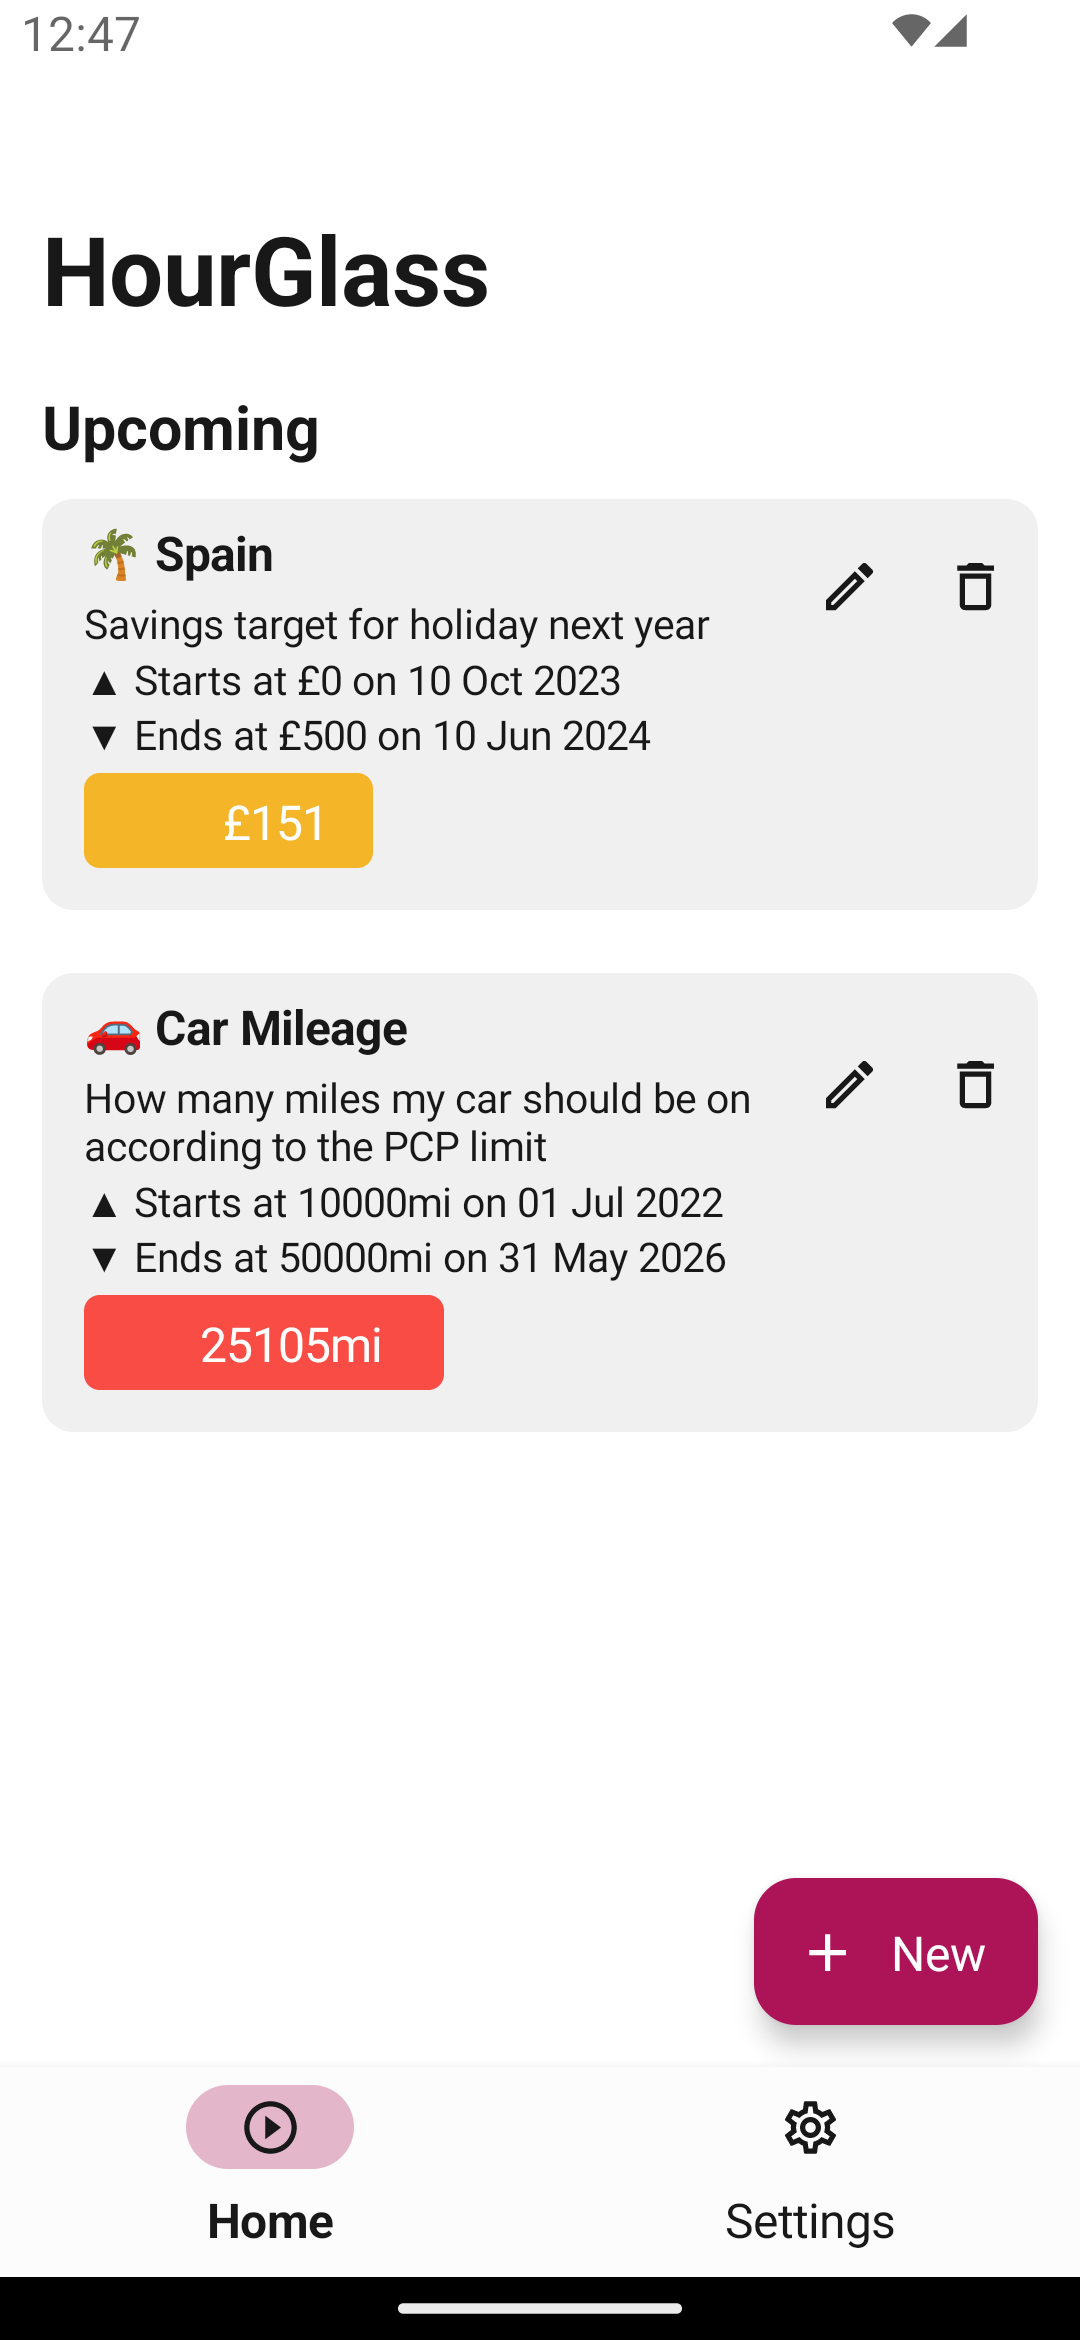 12:47
HourGlass
Upcoming
🌴 Spain
Savings target for holiday next year
▲ Starts at £0 on 10 Oct 2023
▼ Ends at £500 on 10 Jun 2024
£151
🚗 Car Mileage
How many miles my car should be on
according to the PCP limit
▲ Starts at 10000mi on 01 Jul 2022
▼ Ends at 50000mi on 31 May 2026
25105mi
+ New
Home
Settings